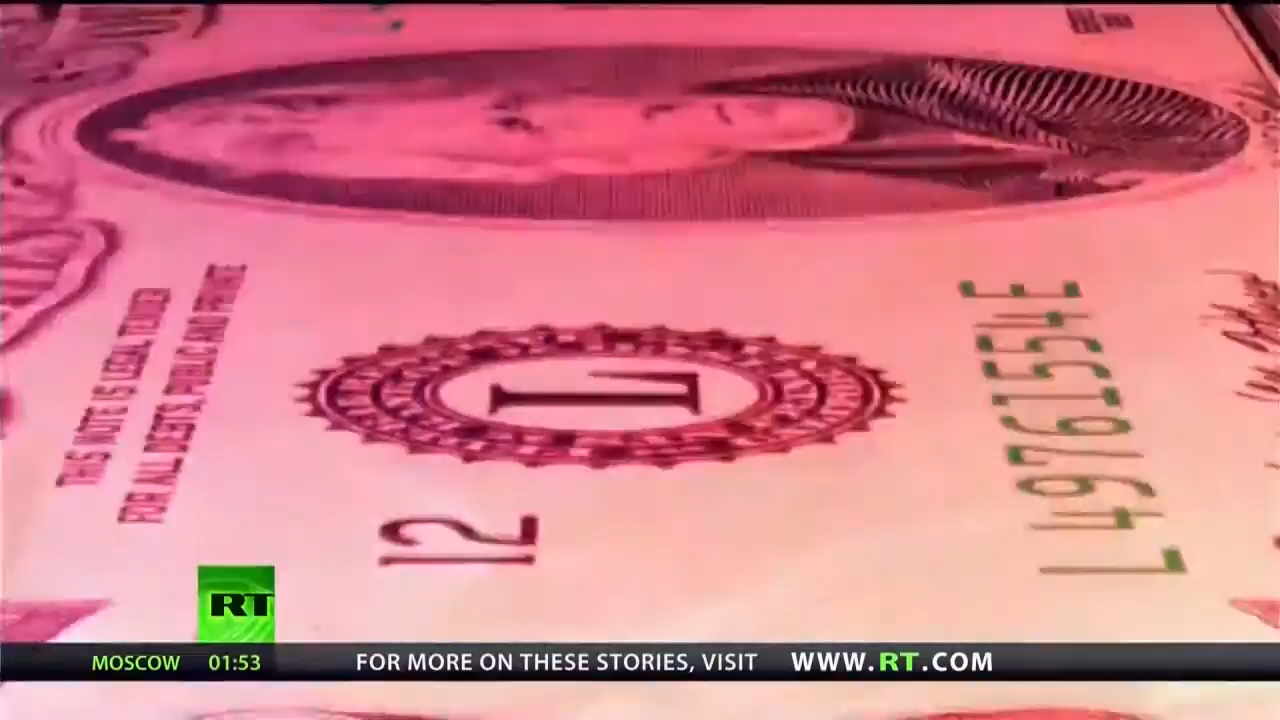 THIS NOTE IS LEGAL TENDER
FOR ALL DEBTS, PUBLIC AND PRIVATE
L
12
L 49761554 E
RT
MOSCOW 01:53 FOR MORE ON THESE STORIES, VISIT WWW.RT.COM